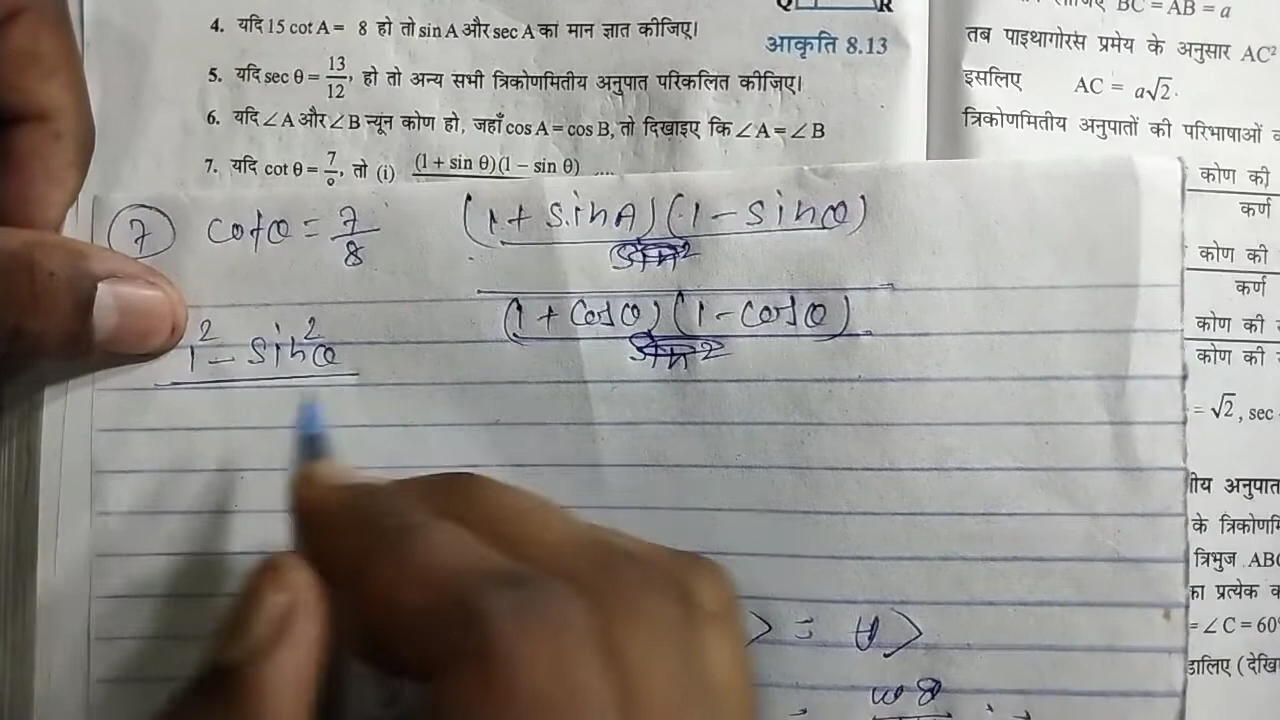 Q R
4. यदि 15 cot A = 8 हो तो sin A और sec A का मान ज्ञात कीजिए।
आकृति 8.13
5. यदि sec θ = 13/12, हो तो अन्य सभी त्रिकोणमितीय अनुपात परिकलित कीजिए।
6. यदि ∠A और ∠B न्यून कोण हो, जहाँ cos A = cos B, तो दिखाइए कि ∠A = ∠B
7. यदि cot θ = 7/8, तो (i) (1 + sin θ)(1 – sin θ)
BC = AB = a
तब पाइथागोरस प्रमेय के अनुसार AC²
इसलिए AC = a√2.
त्रिकोणमितीय अनुपातों की परिभाषाओं
कोण की
कर्ण
कोण की
कर्ण
कोण की
कोण की
= √2, sec
अनुपात
के
त्रिभुज ABC
का प्रत्येक
= ∠C = 60°
7 cotθ = 7/8 (1 + sinA)(1 - sinθ)
(1 + cosθ)(1 - cosθ)
1² - sin²θ